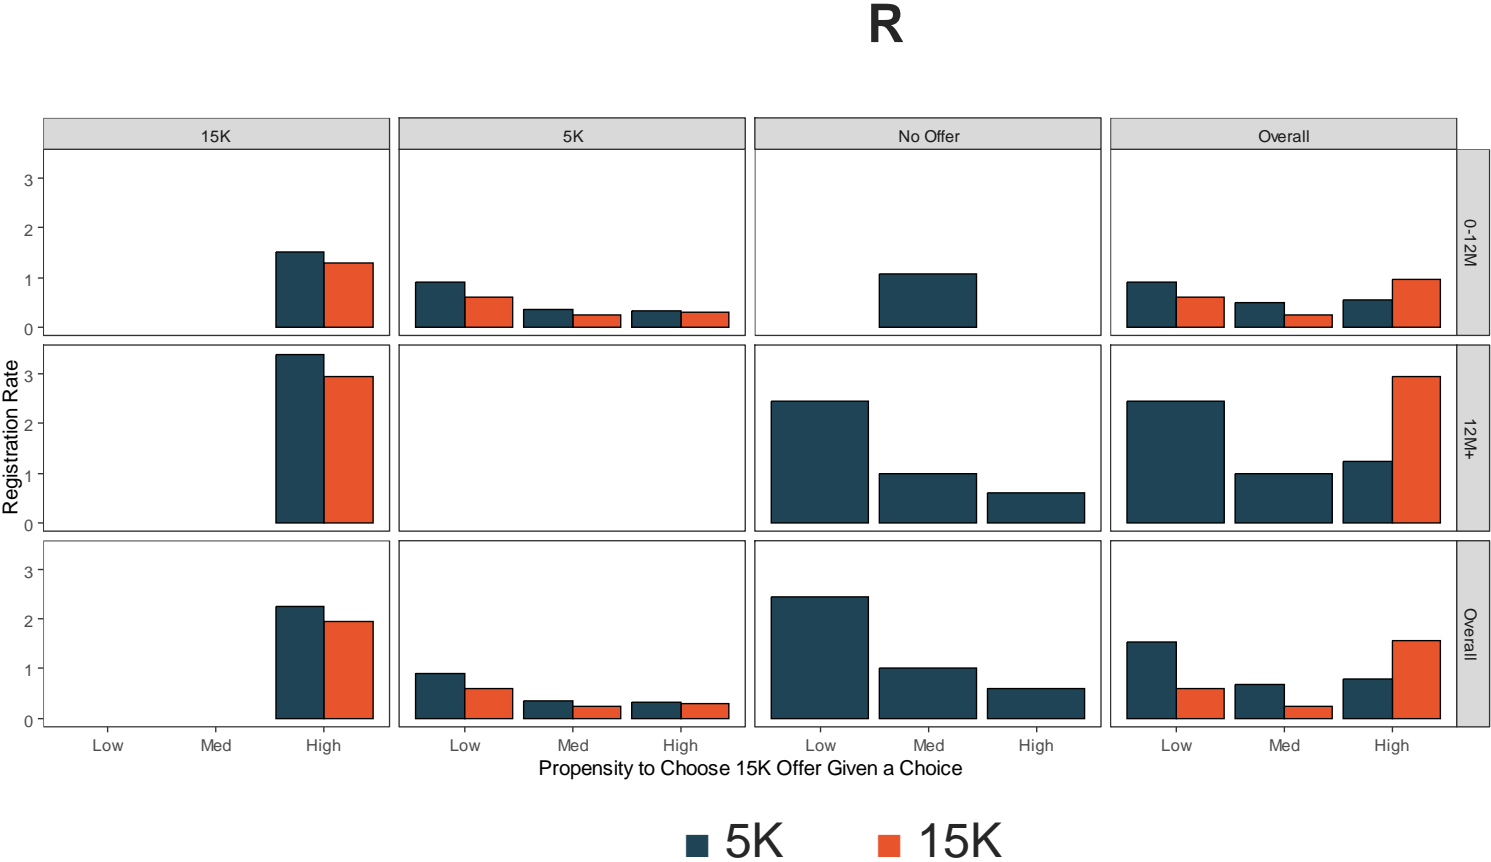 R
15K
5K
No Offer
Overall
3
2
1
0
0-12M
Registration Rate
3
2
1
0
12M+
3
2
1
0
Overall
Low Med High Low Med High Low Med High Low Med High
Propensity to Choose 15K Offer Given a Choice
5K 15K